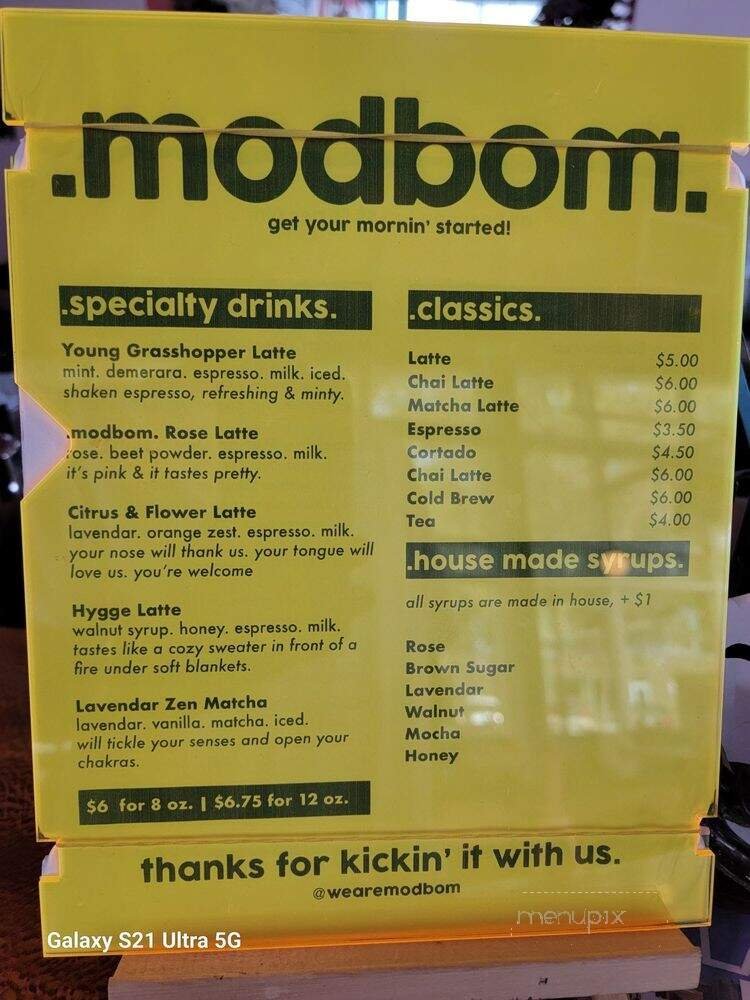 .modbom.
get your mornin' started!
.specialty drinks.
Young Grasshopper Latte
mint. demerara. espresso. milk. iced.
shaken espresso, refreshing & minty.
.modbom. Rose Latte
rose. beet powder. espresso. milk.
it's pink & it tastes pretty.
Citrus & Flower Latte
lavendar. orange zest. espresso. milk.
your nose will thank us. your tongue will
love us. you're welcome
Hygge Latte
walnut syrup. honey. espresso. milk.
tastes like a cozy sweater in front of a
fire under soft blankets.
Lavendar Zen Matcha
lavendar. vanilla. matcha. iced.
will tickle your senses and open your
chakras.
$6 for 8 oz. | $6.75 for 12 oz.
.classics.
Latte $5.00
Chai Latte $6.00
Matcha Latte $6.00
Espresso $3.50
Cortado $4.50
Chai Latte $6.00
Cold Brew $6.00
Tea $4.00
.house made syrups.
all syrups are made in house, + $1
Rose
Brown Sugar
Lavendar
Walnut
Mocha
Honey
thanks for kickin' it with us.
@wearemodbom
menupix
Galaxy S21 Ultra 5G